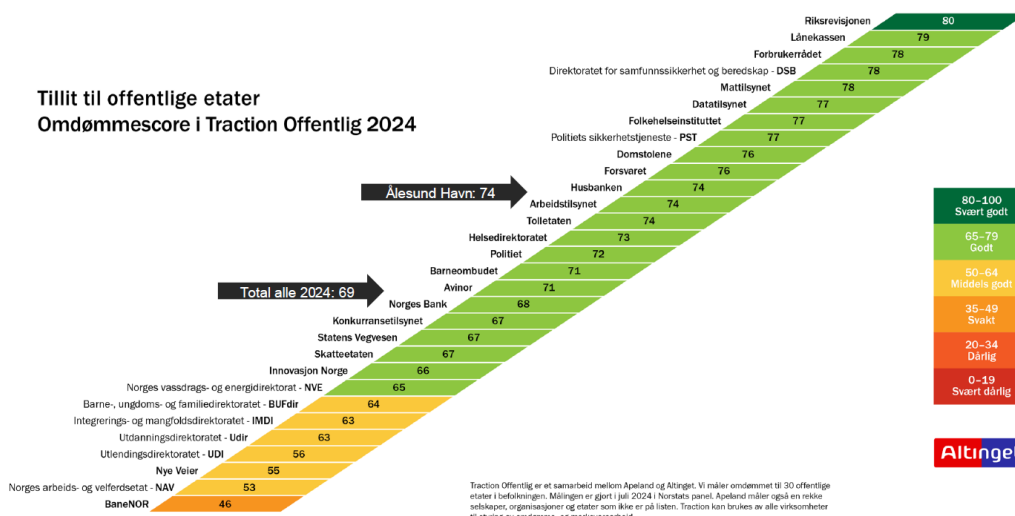 Tillit til offentlige etater
Omdømmescore i Traction Offentlig 2024
Riksrevisjonen 80
Lånekassen 79
Forbrukerrådet 78
Direktoratet for samfunnssikkerhet og beredskap - DSB 78
Mattilsynet 78
Datatilsynet 77
Folkehelseinstituttet 77
Politiets sikkerhetstjeneste - PST 77
Domstolene 76
Forsvaret 76
Husbanken 74
Ålesund Havn: 74
Arbeidstilsynet 74
Tolletaten 74
Helsedirektoratet 73
Politiet 72
Barneombudet 71
Avinor 71
Total alle 2024: 69
Norges Bank 68
Konkurransetilsynet 67
Statens Vegvesen 67
Skatteetaten 67
Innovasjon Norge 66
Norges vassdrags- og energidirektorat - NVE 65
Barne-, ungdoms- og familiedirektoratet - BUFdir 64
Integrerings- og mangfoldsdirektoratet - IMDI 63
Utdanningsdirektoratet - Udir 63
Utlendingsdirektoratet - UDI 56
Nye Veier 55
Norges arbeids- og velferdsetat - NAV 53
BaneNOR 46
80–100
Svært godt
65–79
Godt
50–64
Middels godt
35–49
Svakt
20–34
Dårlig
0–19
Svært dårlig
Altinget
Traction Offentlig er et samarbeid mellom Apeland og Altinget. Vi måler omdømmet til 30 offentlige
etater i befolkningen. Målingen er gjort i juli 2024 i Norstats panel. Apeland måler også en rekke
selskaper, organisasjoner og etater som ikke er på listen. Traction kan brukes av alle virksomheter